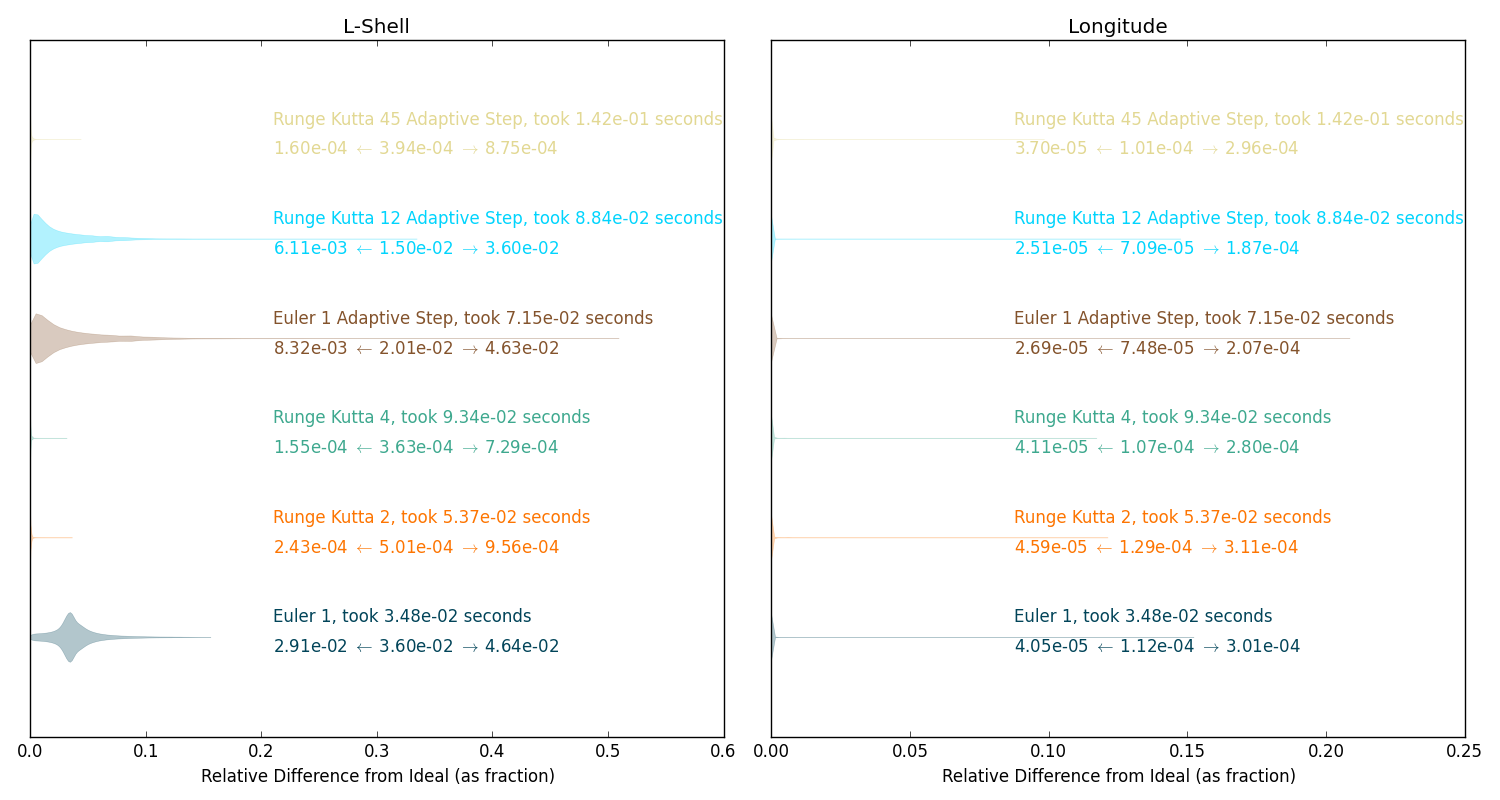 L-Shell
Runge Kutta 45 Adaptive Step, took 1.42e-01 seconds
1.60e-04 ← 3.94e-04 → 8.75e-04
Runge Kutta 12 Adaptive Step, took 8.84e-02 seconds
6.11e-03 ← 1.50e-02 → 3.60e-02
Euler 1 Adaptive Step, took 7.15e-02 seconds
8.32e-03 ← 2.01e-02 → 4.63e-02
Runge Kutta 4, took 9.34e-02 seconds
1.55e-04 ← 3.63e-04 → 7.29e-04
Runge Kutta 2, took 5.37e-02 seconds
2.43e-04 ← 5.01e-04 → 9.56e-04
Euler 1, took 3.48e-02 seconds
2.91e-02 ← 3.60e-02 → 4.64e-02
0.0 0.1 0.2 0.3 0.4 0.5 0.6
Relative Difference from Ideal (as fraction)
Longitude
Runge Kutta 45 Adaptive Step, took 1.42e-01 seconds
3.70e-05 ← 1.01e-04 → 2.96e-04
Runge Kutta 12 Adaptive Step, took 8.84e-02 seconds
2.51e-05 ← 7.09e-05 → 1.87e-04
Euler 1 Adaptive Step, took 7.15e-02 seconds
2.69e-05 ← 7.48e-05 → 2.07e-04
Runge Kutta 4, took 9.34e-02 seconds
4.11e-05 ← 1.07e-04 → 2.80e-04
Runge Kutta 2, took 5.37e-02 seconds
4.59e-05 ← 1.29e-04 → 3.11e-04
Euler 1, took 3.48e-02 seconds
4.05e-05 ← 1.12e-04 → 3.01e-04
0.00 0.05 0.10 0.15 0.20 0.25
Relative Difference from Ideal (as fraction)